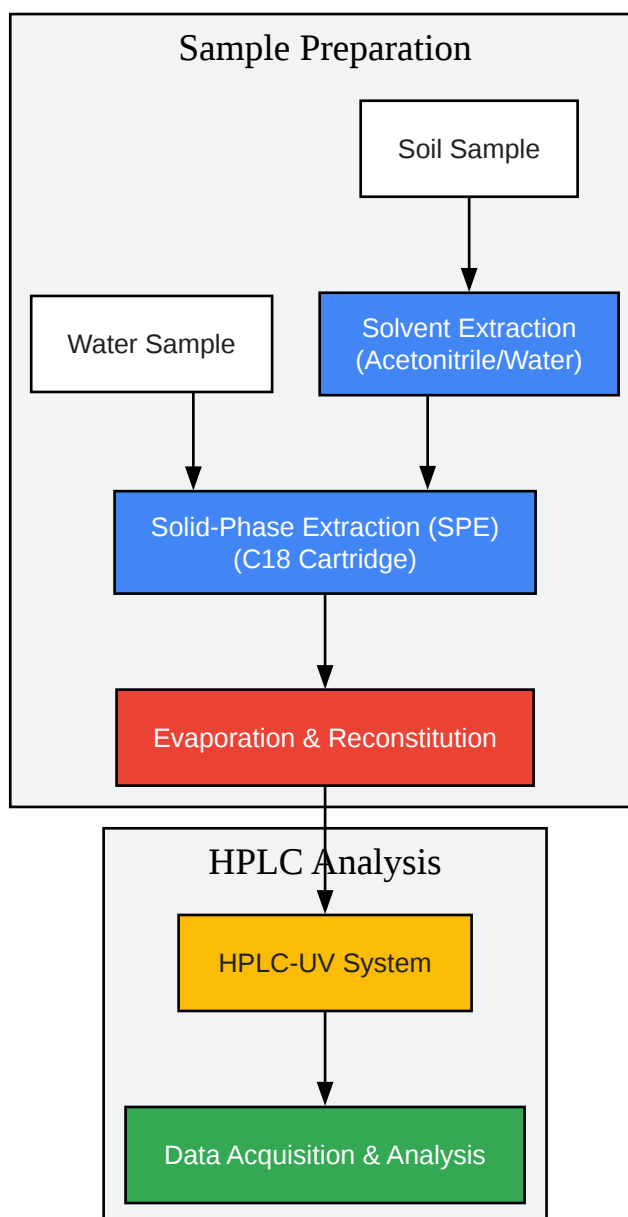 Sample Preparation
Soil Sample
Solvent Extraction
(Acetonitrile/Water)
Water Sample
Solid-Phase Extraction (SPE)
(C18 Cartridge)
Evaporation & Reconstitution
HPLC Analysis
HPLC-UV System
Data Acquisition & Analysis